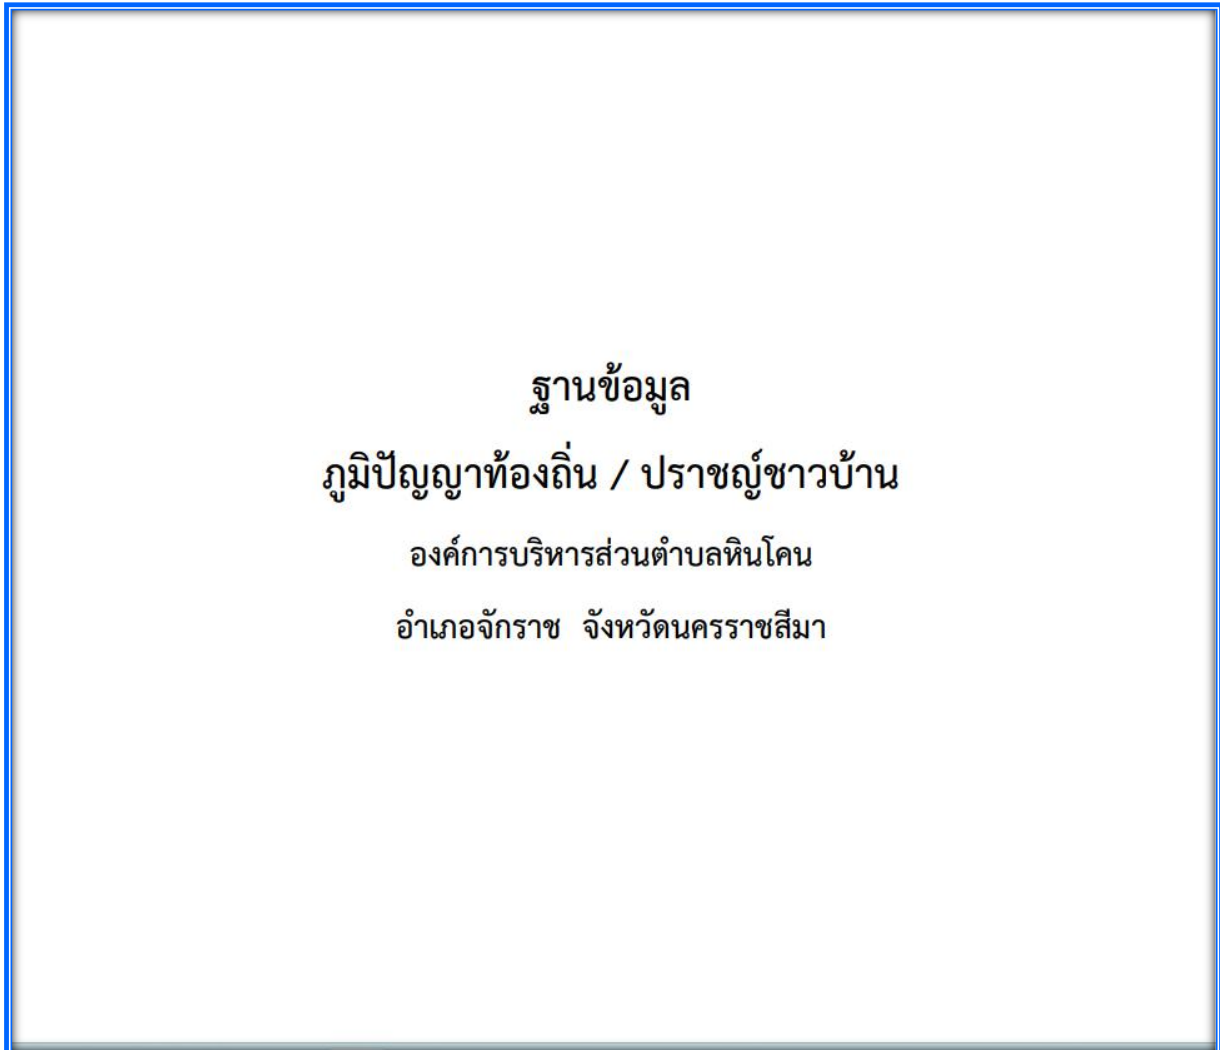 ฐานข้อมูล
ภูมิปัญญาท้องถิ่น / ปราชญ์ชาวบ้าน
องค์การบริหารส่วนตำบลหินโคน
อำเภอจักราช จังหวัดนครราชสีมา